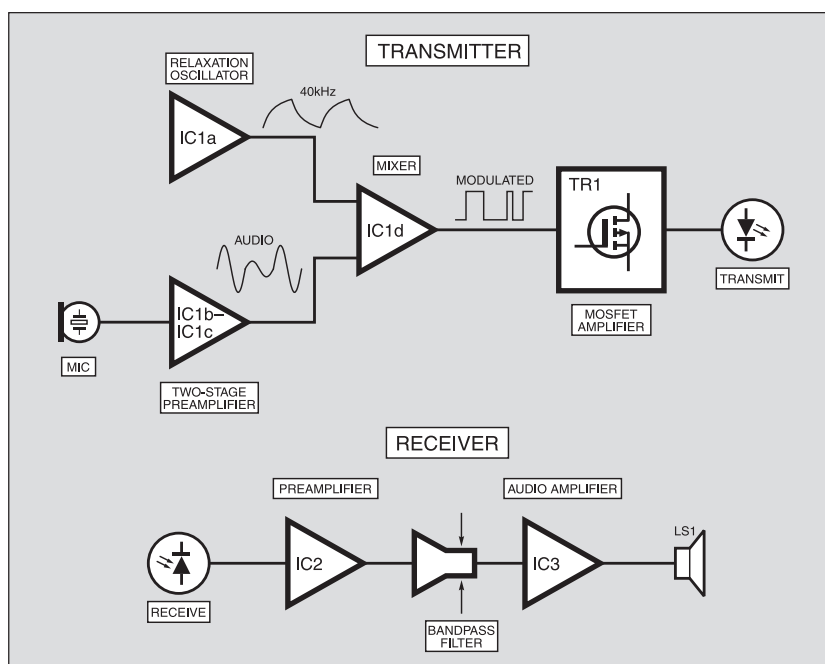 TRANSMITTER
RELAXATION
OSCILLATOR
40kHz
IC1a
MIXER
MODULATED
TR1
IC1d
AUDIO
TRANSMIT
IC1b–
IC1c
MOSFET
AMPLIFIER
MIC
TWO-STAGE
PREAMPLIFIER
RECEIVER
PREAMPLIFIER
AUDIO AMPLIFIER
LS1
IC2
IC3
RECEIVE
BANDPASS
FILTER